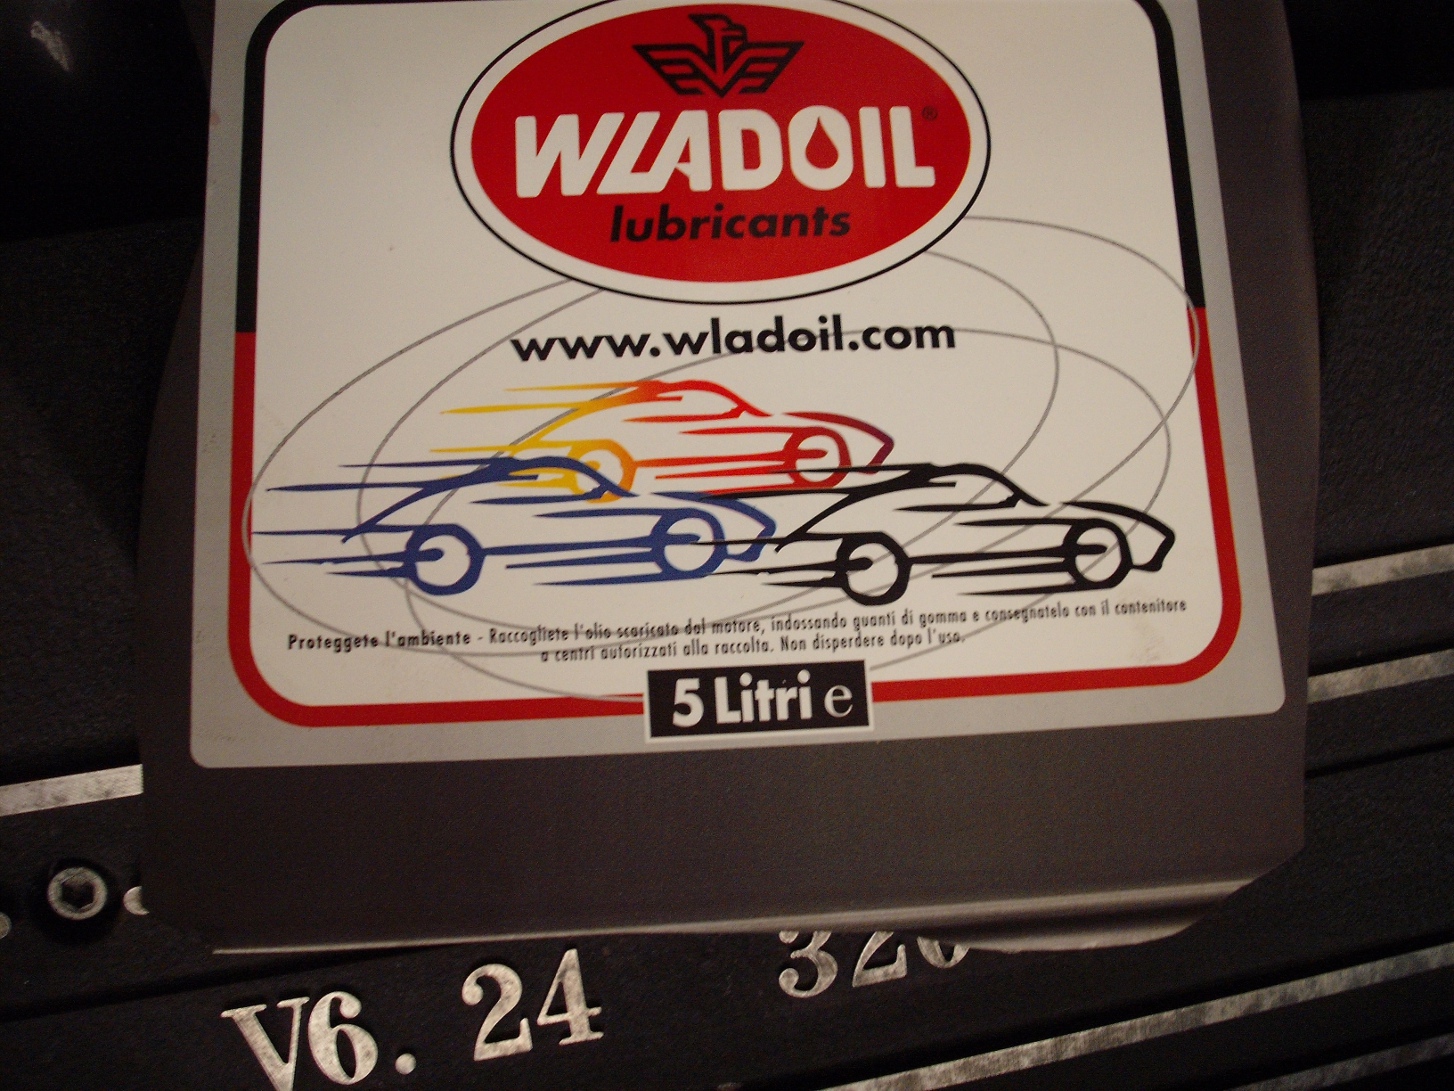 WLADOIL®
lubricants
www.wladoil.com
Proteggete l'ambiente - Raccogliete l'olio scaricato dal motore, indossando guanti di gomma e consegnatelo con il contenitore
a centri autorizzati alla raccolta. Non disperdere dopo l'uso.
5 Litri e
V6. 24 320